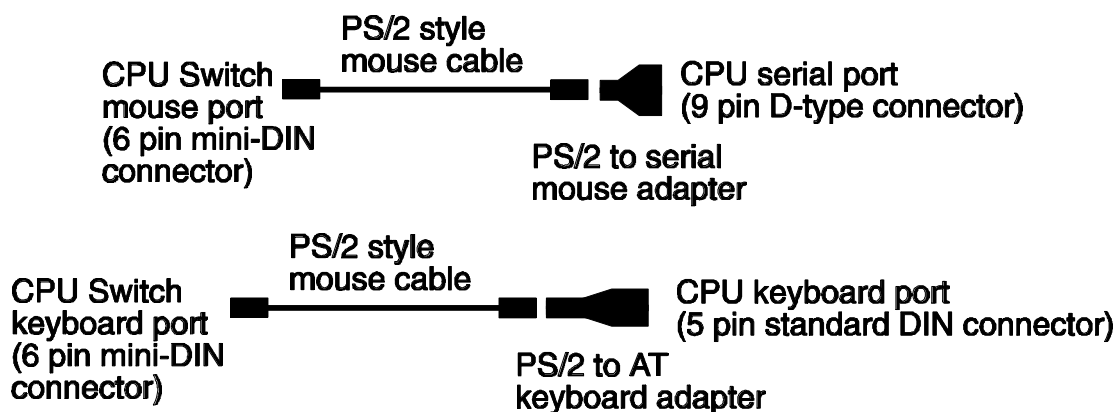 PS/2 style
mouse cable
CPU Switch
mouse port
(6 pin mini-DIN
connector)
CPU serial port
(9 pin D-type connector)
PS/2 to serial
mouse adapter
PS/2 style
mouse cable
CPU Switch
keyboard port
(6 pin mini-DIN
connector)
CPU keyboard port
(5 pin standard DIN connector)
PS/2 to AT
keyboard adapter